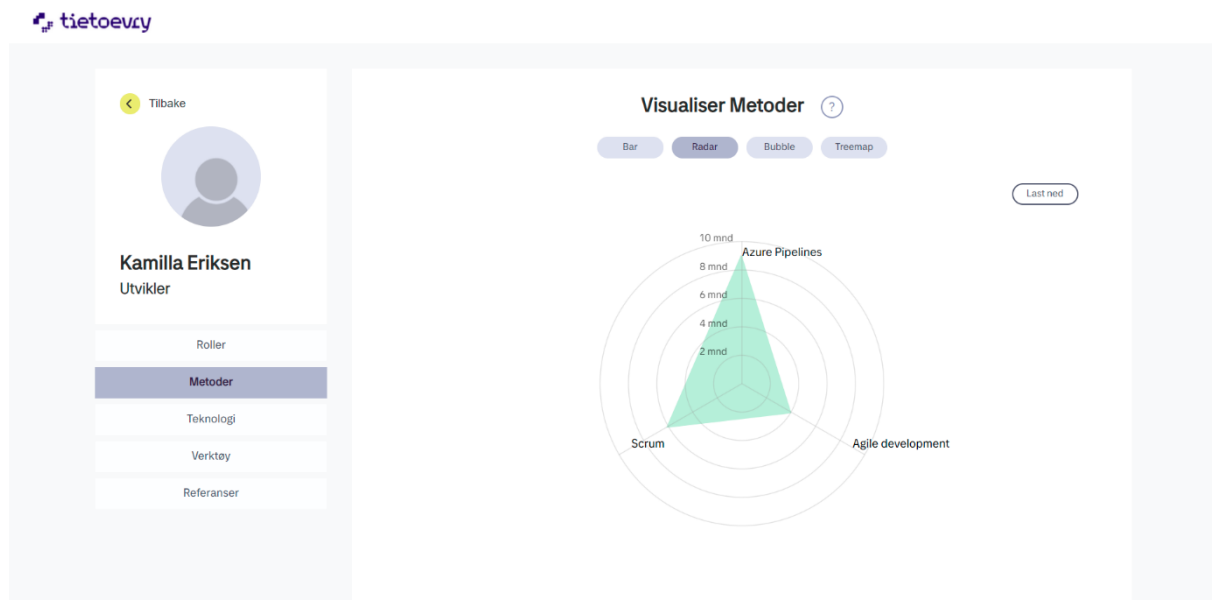 tietoevry
Tilbake
Kamilla Eriksen
Utvikler
Roller
Metoder
Teknologi
Verktøy
Referanser
Visualiser Metoder ?
Bar Radar Bubble Treemap
Last ned
10 mnd
Azure Pipelines
8 mnd
6 mnd
4 mnd
2 mnd
Scrum
Agile development